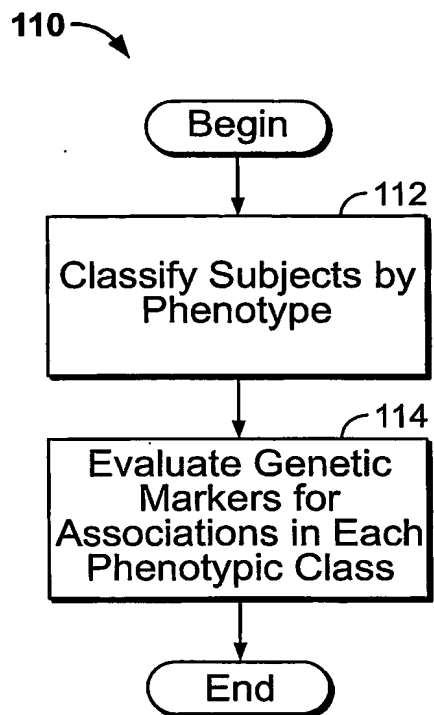 110
Begin
112
Classify Subjects by
Phenotype
114
Evaluate Genetic
Markers for
Associations in Each
Phenotypic Class
End